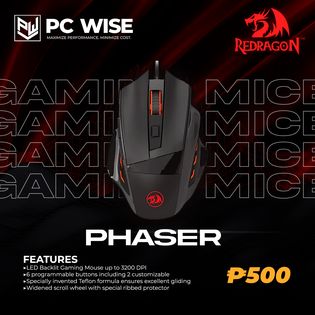 PC WISE
MAXIMIZE PERFORMANCE, MINIMIZE COST.
REDRAGON
GAMING MICE
GAMING MICE
GAMING MICE
PHASER
FEATURES
▸LED Backlit Gaming Mouse up to 3200 DPI
▸6 programmable buttons including 2 customizable
▸Specially invented Teflon formula ensures excellent gliding
▸Widened scroll wheel with special ribbed protector
₱500